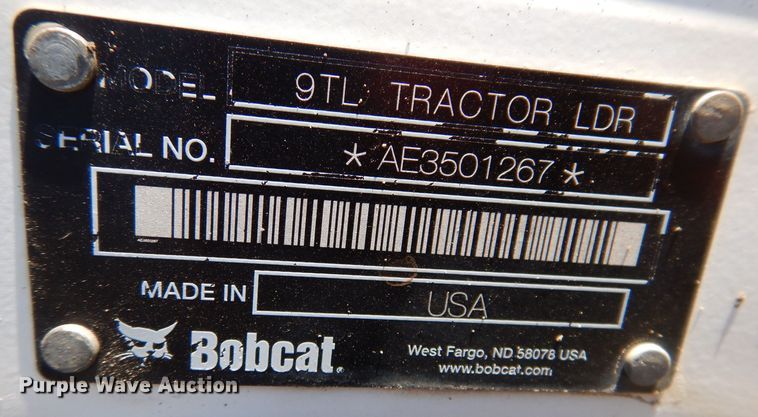 MODEL 9TL TRACTOR LDR
SERIAL NO. * AE3501267 *
AE3501267
MADE IN USA
Bobcat.
West Fargo, ND 58078 USA
www.bobcat.com
Purple Wave Auction